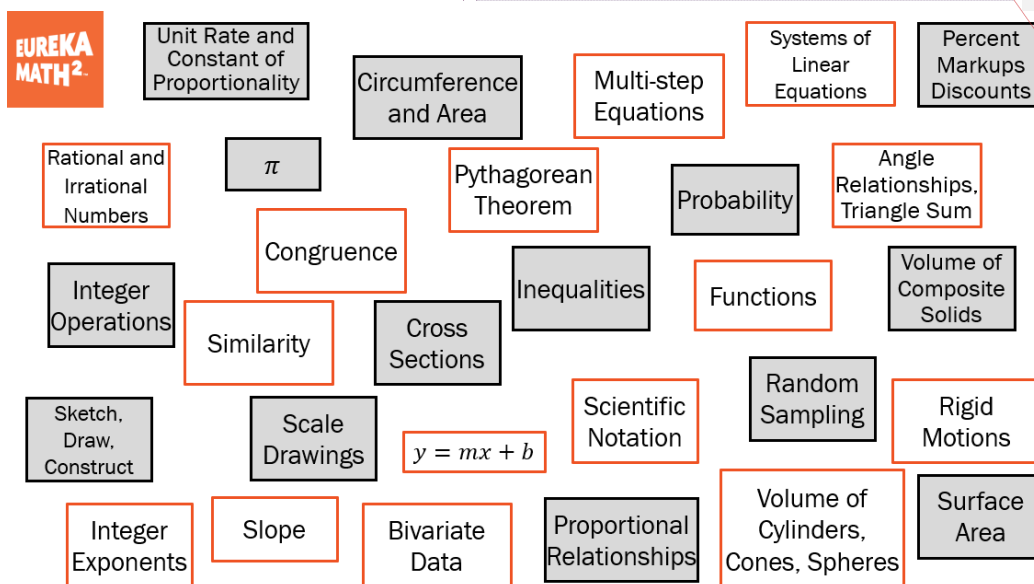 EUREKA
MATH²™
Unit Rate and
Constant of
Proportionality
Circumference
and Area
Multi-step
Equations
Systems of
Linear
Equations
Percent
Markups
Discounts
Rational and
Irrational
Numbers
π
Pythagorean
Theorem
Probability
Angle
Relationships,
Triangle Sum
Congruence
Integer
Operations
Similarity
Cross
Sections
Inequalities
Functions
Volume of
Composite
Solids
Sketch,
Draw,
Construct
Scale
Drawings
y = mx + b
Scientific
Notation
Random
Sampling
Rigid
Motions
Integer
Exponents
Slope
Bivariate
Data
Proportional
Relationships
Volume of
Cylinders,
Cones, Spheres
Surface
Area